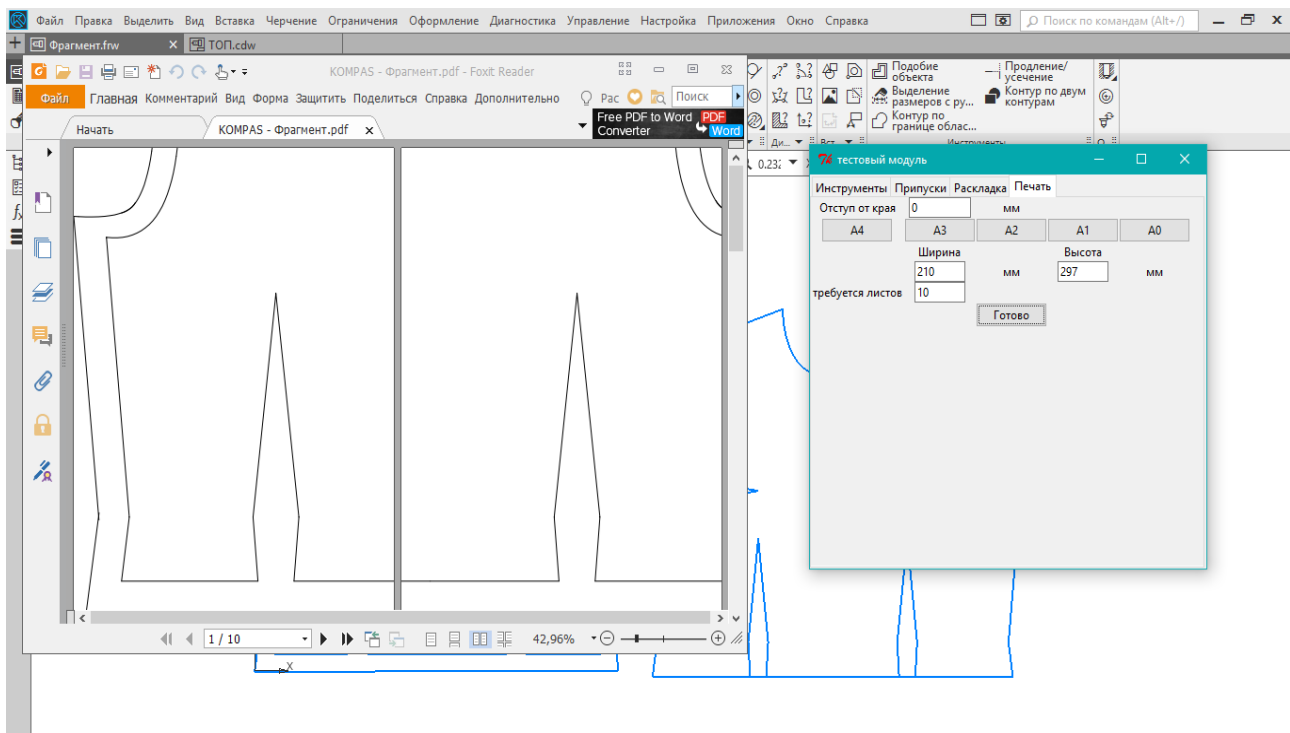 Файл Правка Выделить Вид Вставка Черчение Ограничения Оформление Диагностика Управление Настройка Приложения Окно Справка Поиск по командам (Alt+/)
Фрагмент.frw ТОП.cdw
KOMPAS - Фрагмент.pdf - Foxit Reader
Файл Главная Комментарий Вид Форма Защитить Поделиться Справка Дополнительно Рас Поиск
Начать KOMPAS - Фрагмент.pdf
Free PDF to Word PDF
Converter Word
Подобие
объекта
Продление/
усечение
Выделение
размеров с ру...
Контур по двум
контурам
Контур по
границе облас...
Ди...
Инструменты
0.232
тестовый модуль
Инструменты Припуски Раскладка Печать
Отступ от края 0 мм
A4 A3 A2 A1 A0
Ширина Высота
210 мм 297 мм
требуется листов 10
Готово
1 / 10 42,96%
X